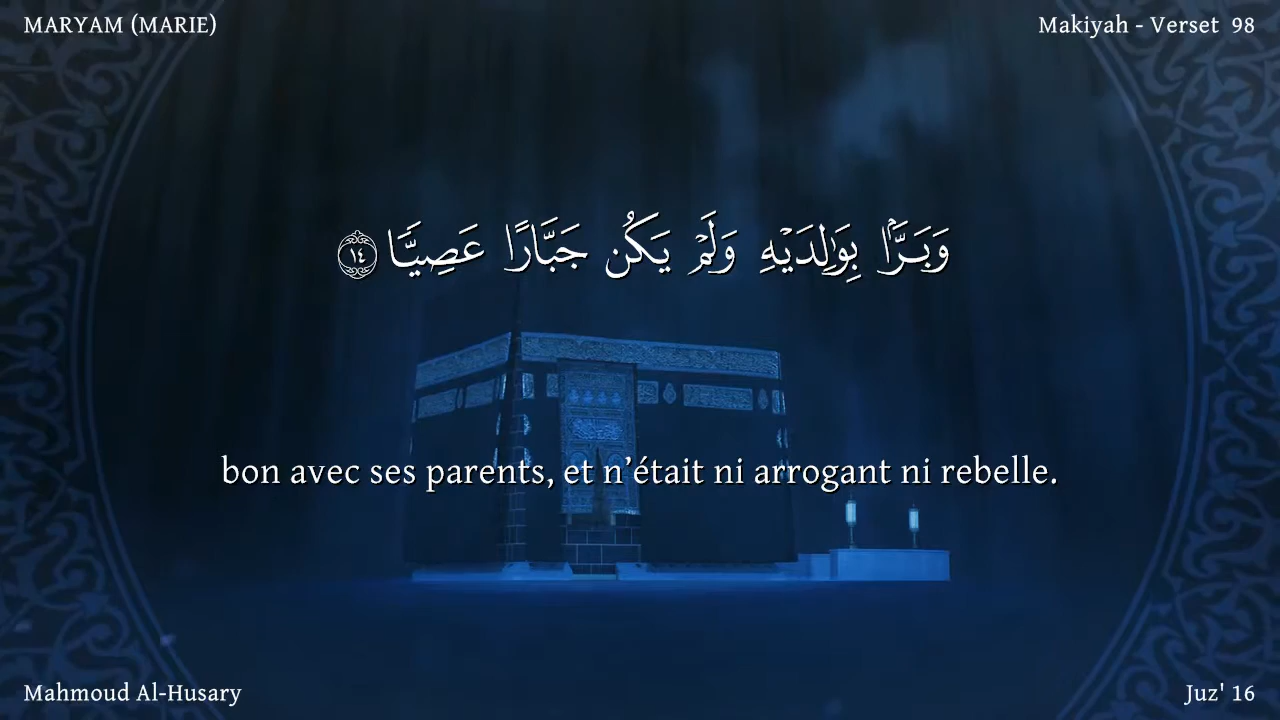 MARYAM (MARIE)
Makiyah - Verset 98
وَبَرًّۢا بِوَٰلِدَيْهِ وَلَمْ يَكُن جَبَّارًا عَصِيًّا ١٤
bon avec ses parents, et n’était ni arrogant ni rebelle.
Mahmoud Al-Husary
Juz' 16